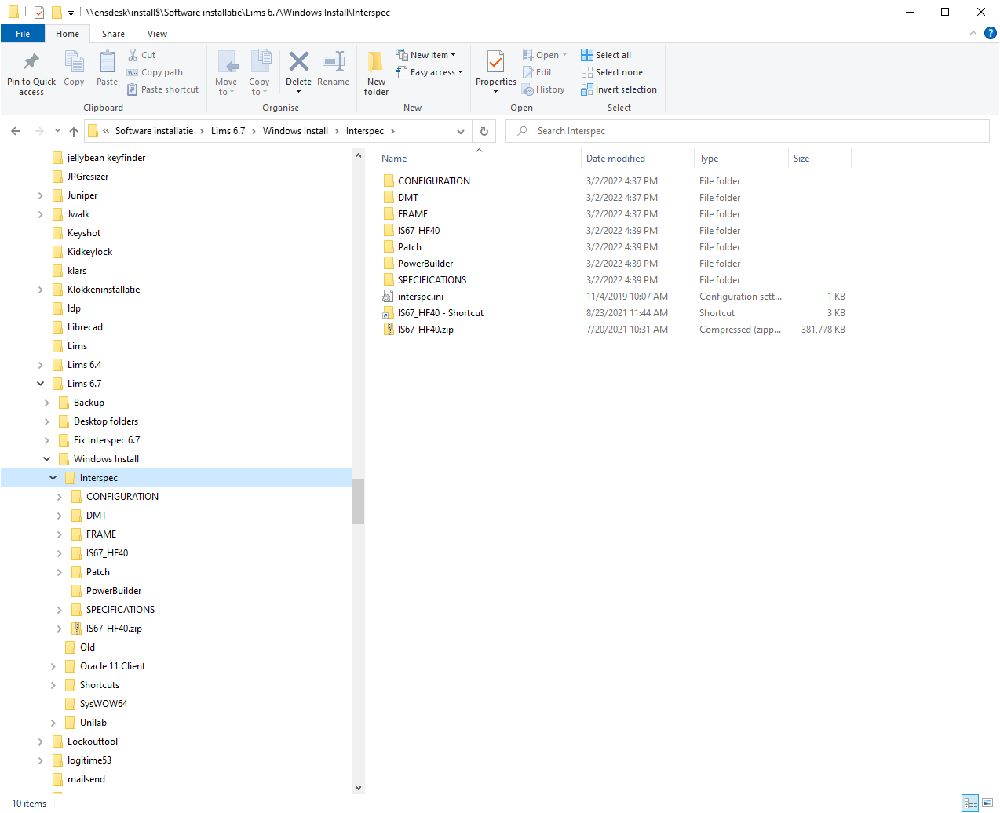 \\ensdesk\install$\Software installatie\Lims 6.7\Windows Install\Interspec
File Home Share View
Pin to Quick access
Copy
Paste
Cut
Copy path
Paste shortcut
Clipboard
Move to
Copy to
Delete
Rename
Organise
New folder
New item
Easy access
New
Properties
Open
Edit
History
Open
Select all
Select none
Invert selection
Select
« Software installatie › Lims 6.7 › Windows Install › Interspec ›
Search Interspec
jellybean keyfinder
JPGresizer
Juniper
Jwalk
Keyshot
Kidkeylock
klars
Klokkeninstallatie
Librecad
Lims
Lims 6.4
Lims 6.7
Backup
Desktop folders
Fix Interspec 6.7
Windows Install
Interspec
CONFIGURATION
DMT
FRAME
IS67_HF40
Patch
PowerBuilder
SPECIFICATIONS
IS67_HF40.zip
Old
Oracle 11 Client
Shortcuts
SysWOW64
Unilab
Lockouttool
logitime53
mailsend
Name Date modified Type Size
CONFIGURATION 3/2/2022 4:37 PM File folder
DMT 3/2/2022 4:37 PM File folder
FRAME 3/2/2022 4:37 PM File folder
IS67_HF40 3/2/2022 4:39 PM File folder
Patch 3/2/2022 4:39 PM File folder
PowerBuilder 3/2/2022 4:39 PM File folder
SPECIFICATIONS 3/2/2022 4:39 PM File folder
interspc.ini 11/4/2019 10:07 AM Configuration sett... 1 KB
IS67_HF40 - Shortcut 8/23/2021 11:44 AM Shortcut 3 KB
IS67_HF40.zip 7/20/2021 10:31 AM Compressed (zipp... 381,778 KB
10 items